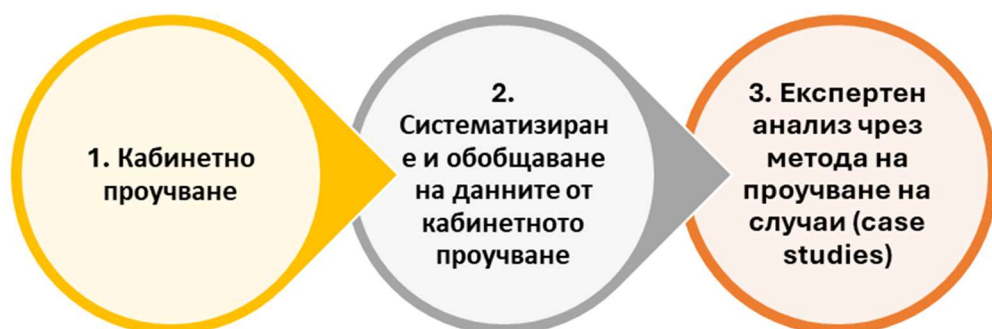 1. Кабинетно
проучване
2.
Систематизиран
е и обобщаване
на данните от
кабинетното
проучване
3. Експертен
анализ чрез
метода на
проучване на
случаи (case
studies)